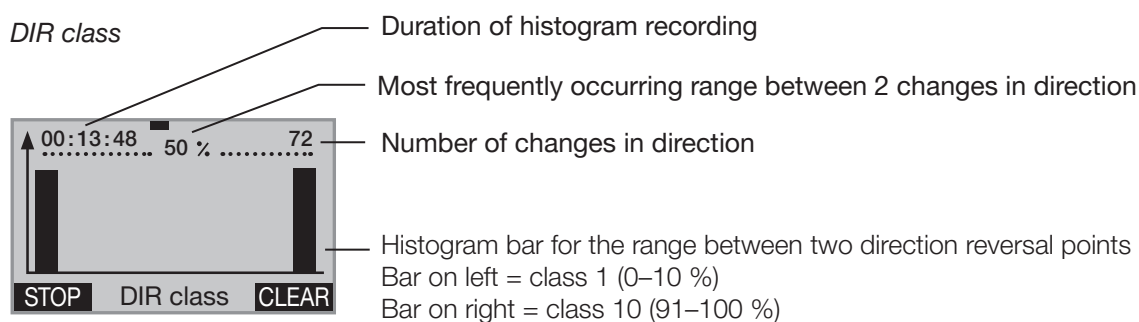 DIR class
Duration of histogram recording
Most frequently occurring range between 2 changes in direction
00:13:48 50 % 72
Number of changes in direction
Histogram bar for the range between two direction reversal points
Bar on left = class 1 (0–10 %)
Bar on right = class 10 (91–100 %)
STOP DIR class CLEAR